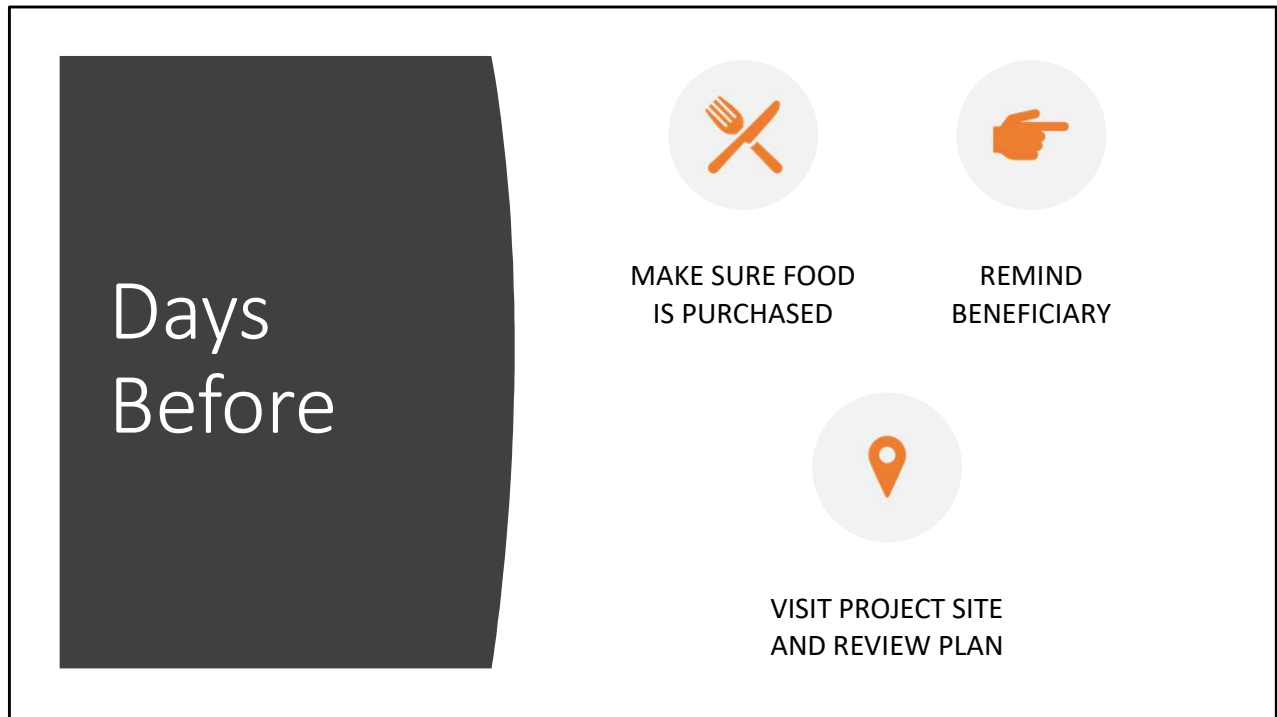 Days
Before
MAKE SURE FOOD
IS PURCHASED
REMIND
BENEFICIARY
VISIT PROJECT SITE
AND REVIEW PLAN